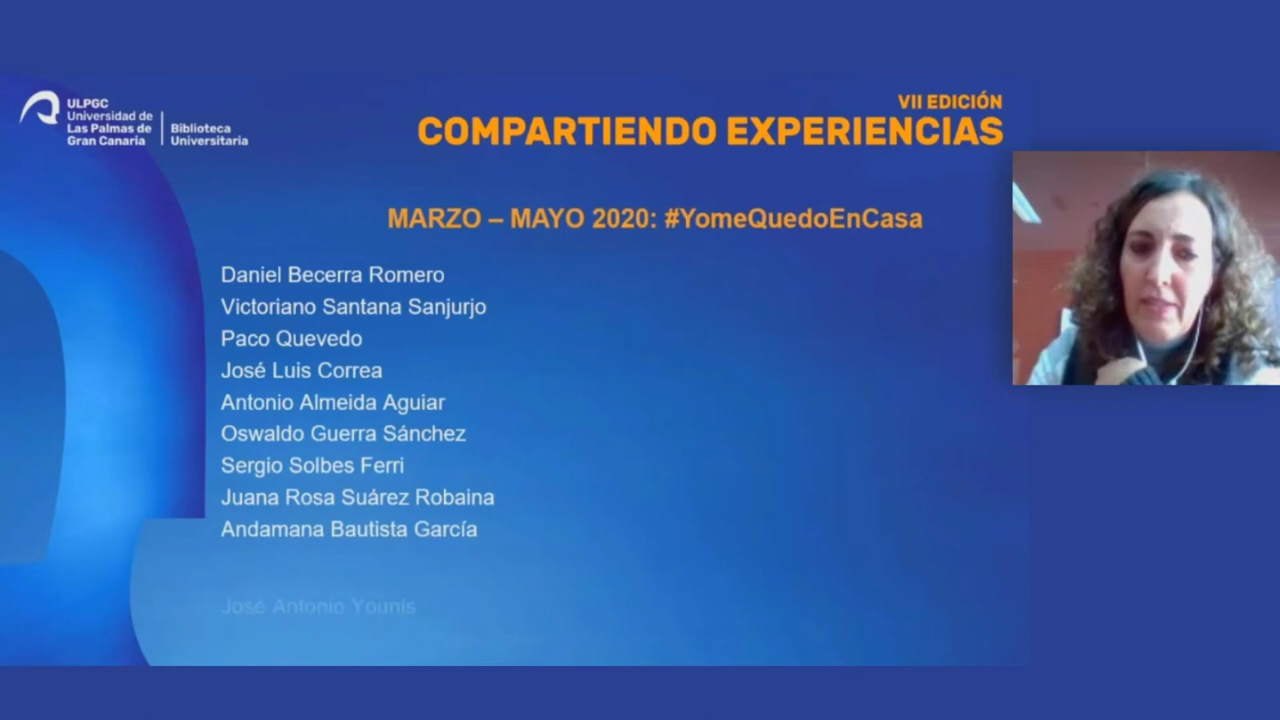 ULPGC
Universidad de
Las Palmas de
Gran Canaria
Biblioteca
Universitaria
VII EDICIÓN
COMPARTIENDO EXPERIENCIAS
MARZO – MAYO 2020: #YomeQuedoEnCasa
Daniel Becerra Romero
Victoriano Santana Sanjurjo
Paco Quevedo
José Luis Correa
Antonio Almeida Aguiar
Oswaldo Guerra Sánchez
Sergio Solbes Ferri
Juana Rosa Suárez Robaina
Andamana Bautista García
José Antonio Younis